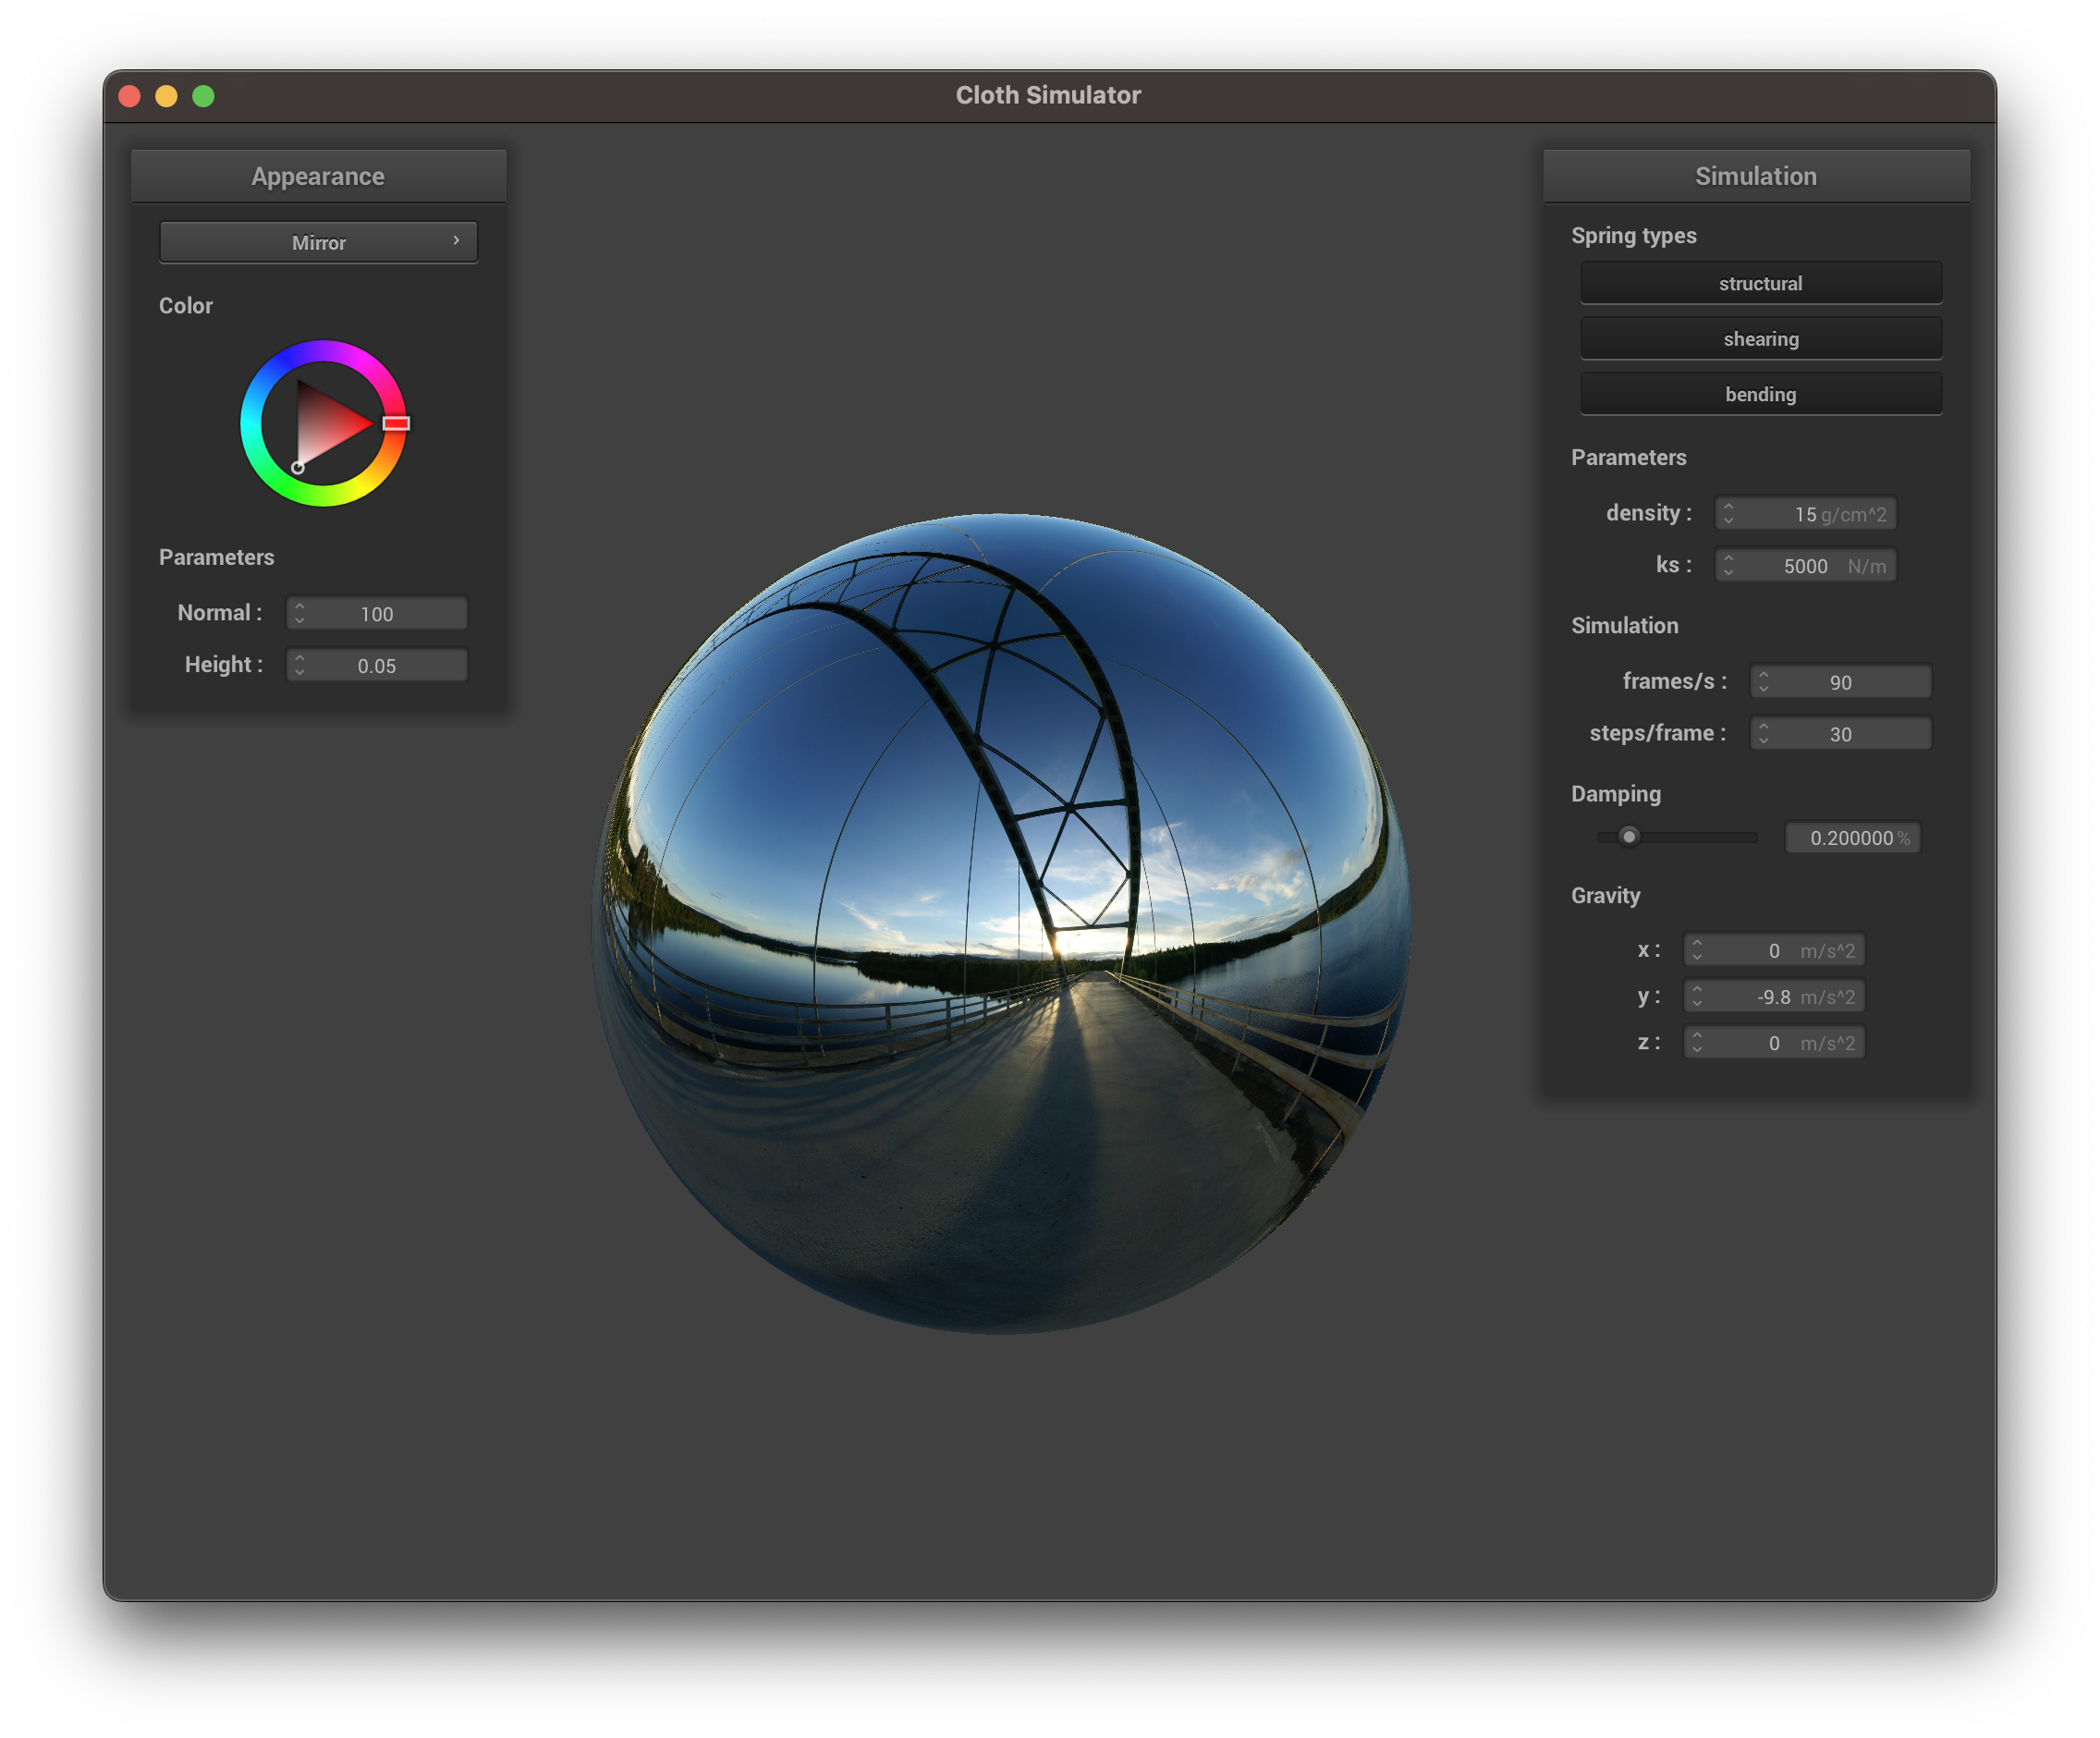 Cloth Simulator
Appearance
Mirror
Color
Parameters
Normal : 100
Height : 0.05
Simulation
Spring types
structural
shearing
bending
Parameters
density : 15 g/cm^2
ks : 5000 N/m
Simulation
frames/s : 90
steps/frame : 30
Damping
0.200000 %
Gravity
x : 0 m/s^2
y : -9.8 m/s^2
z : 0 m/s^2